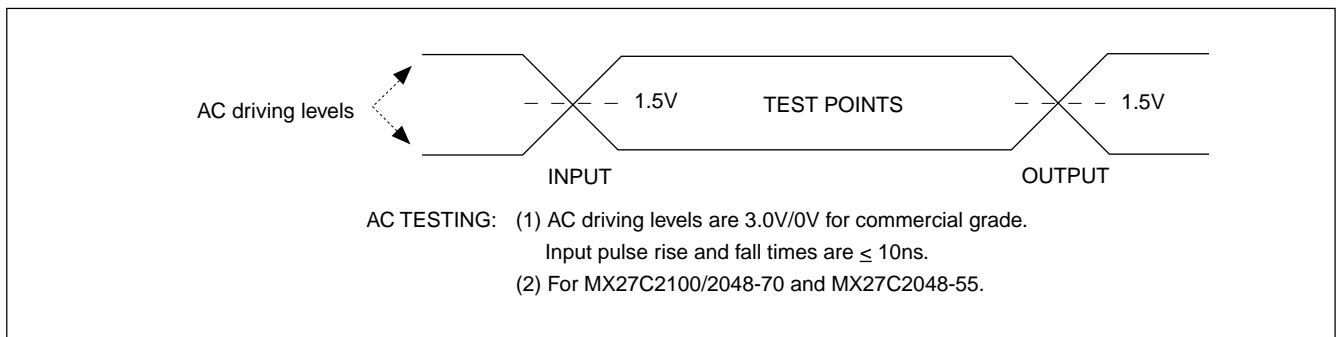 AC driving levels
1.5V
TEST POINTS
1.5V
INPUT
OUTPUT
AC TESTING: (1) AC driving levels are 3.0V/0V for commercial grade.
Input pulse rise and fall times are ≤ 10ns.
(2) For MX27C2100/2048-70 and MX27C2048-55.